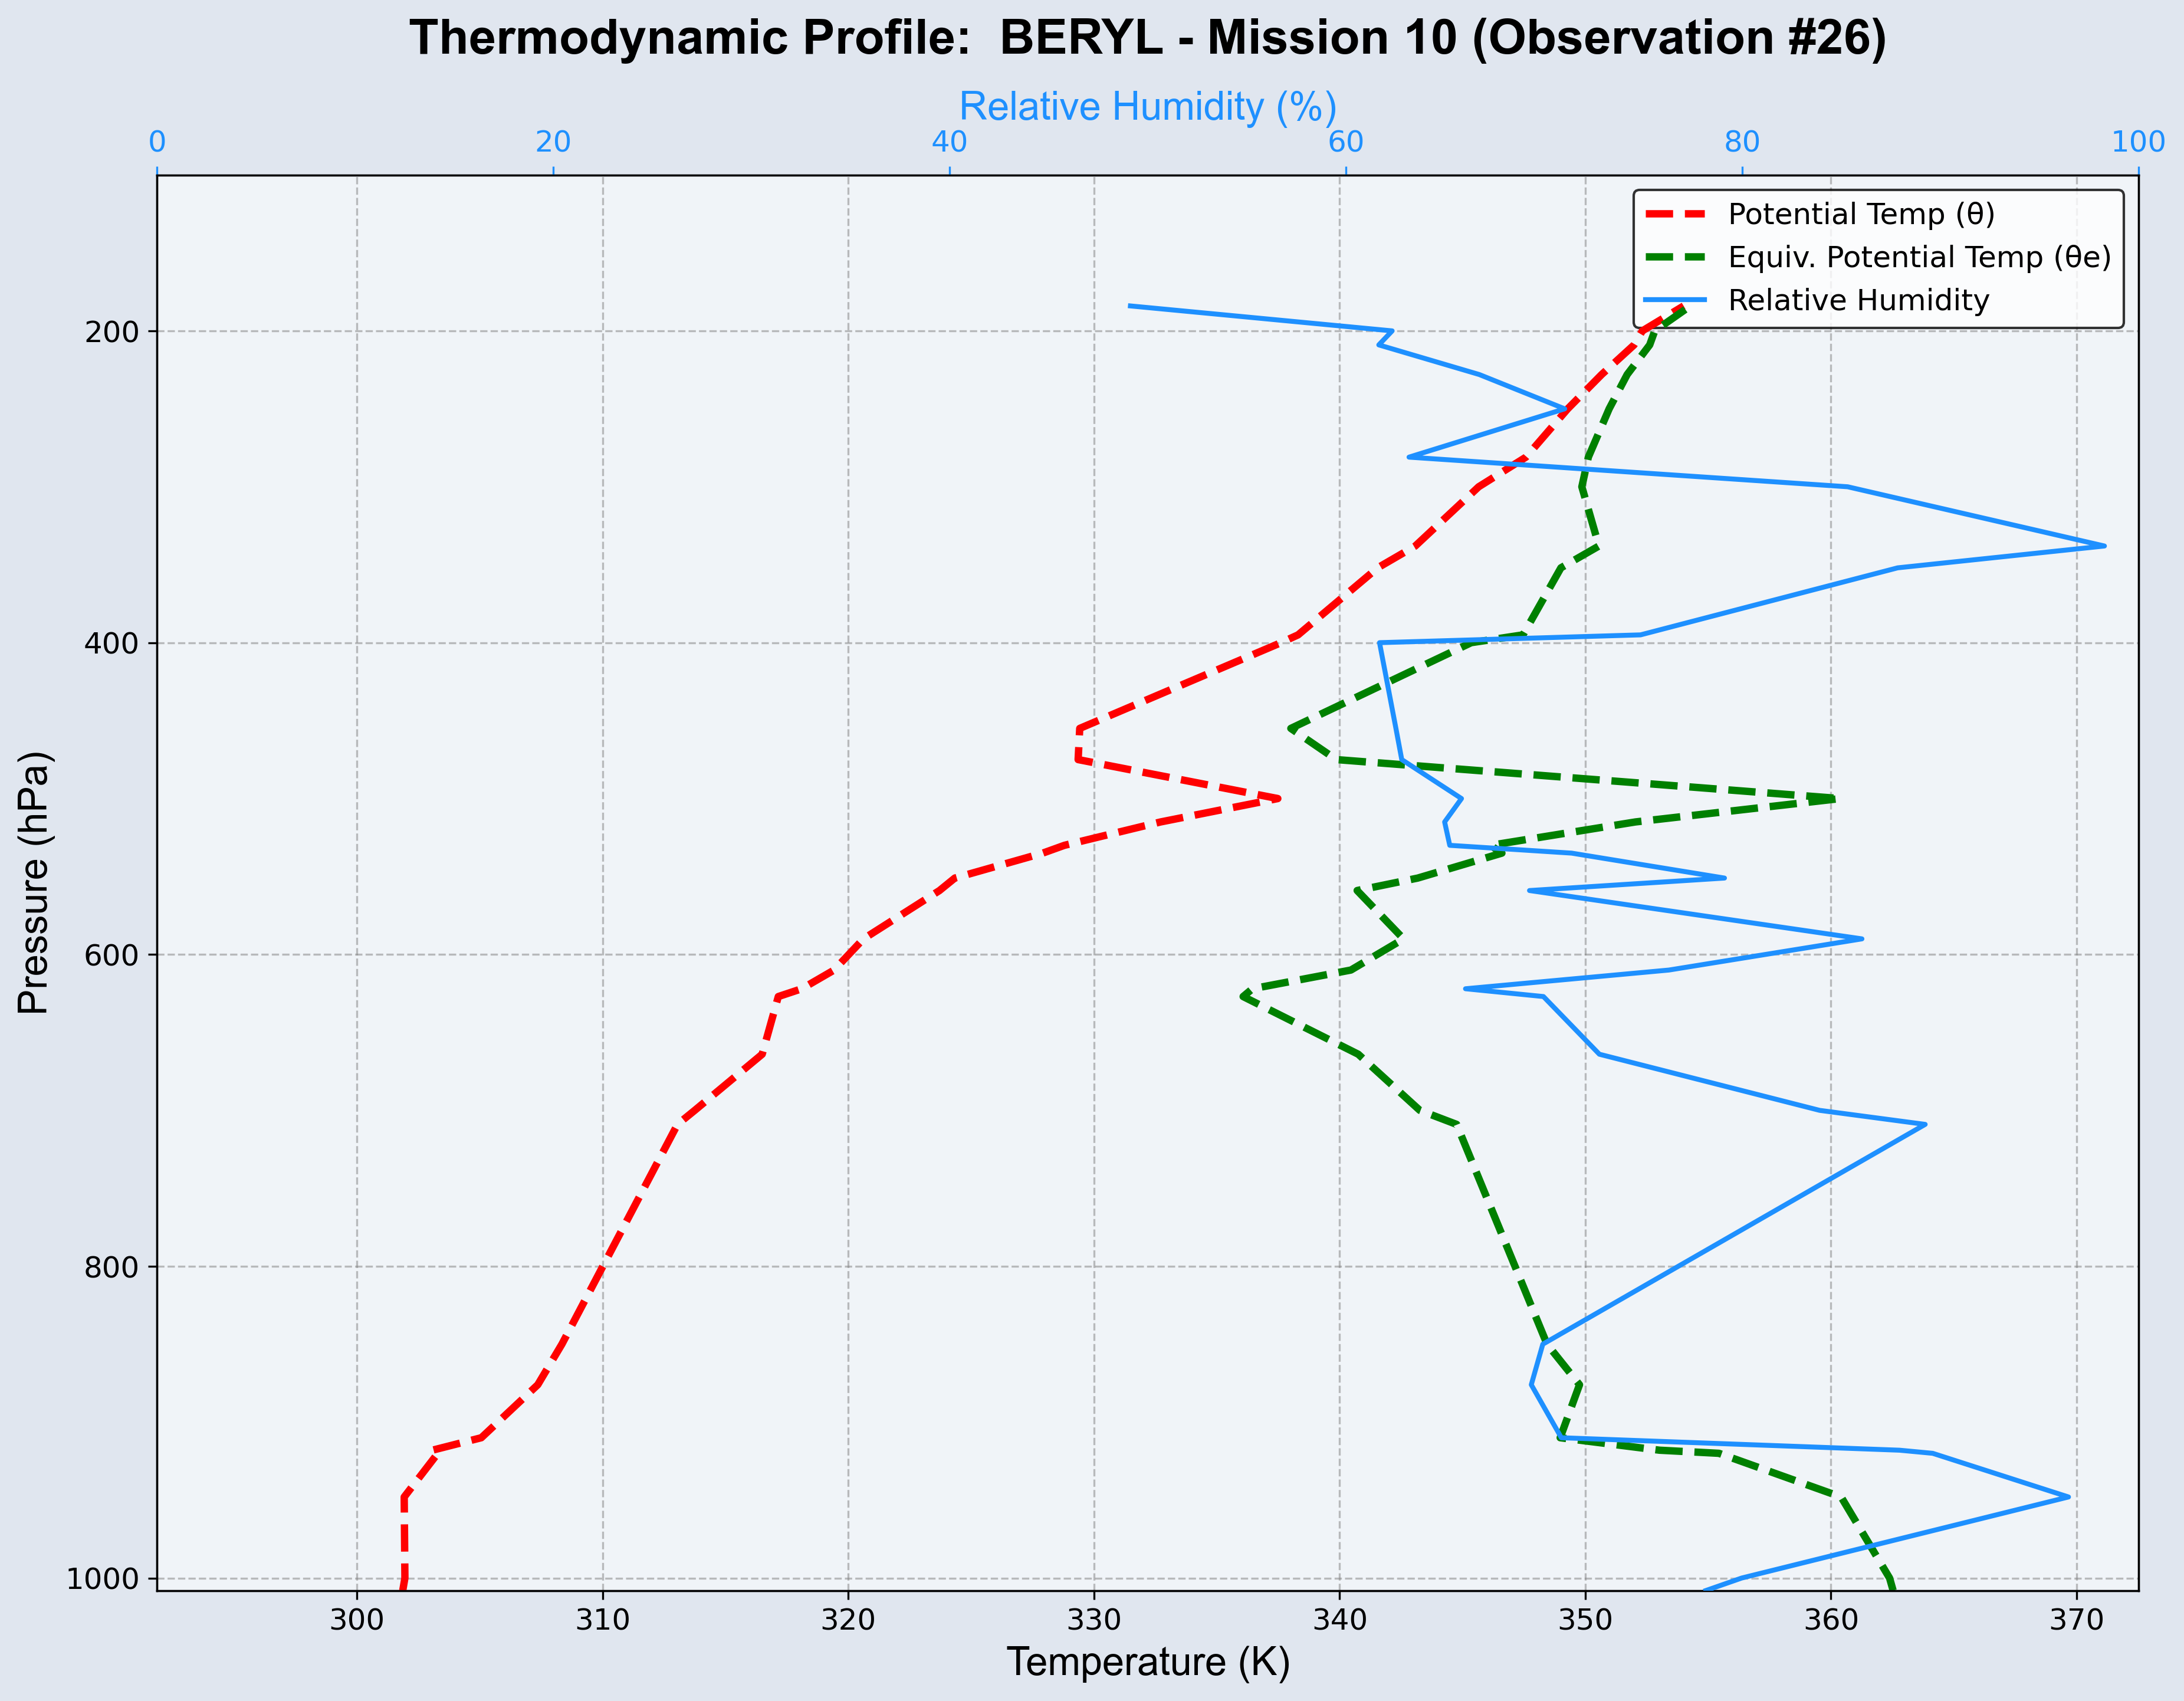 Thermodynamic Profile:  BERYL - Mission 10 (Observation #26)
Relative Humidity (%)
0 20 40 60 80 100
Potential Temp (θ)
Equiv. Potential Temp (θe)
Relative Humidity
200
400
600
800
1000
Pressure (hPa)
300 310 320 330 340 350 360 370
Temperature (K)